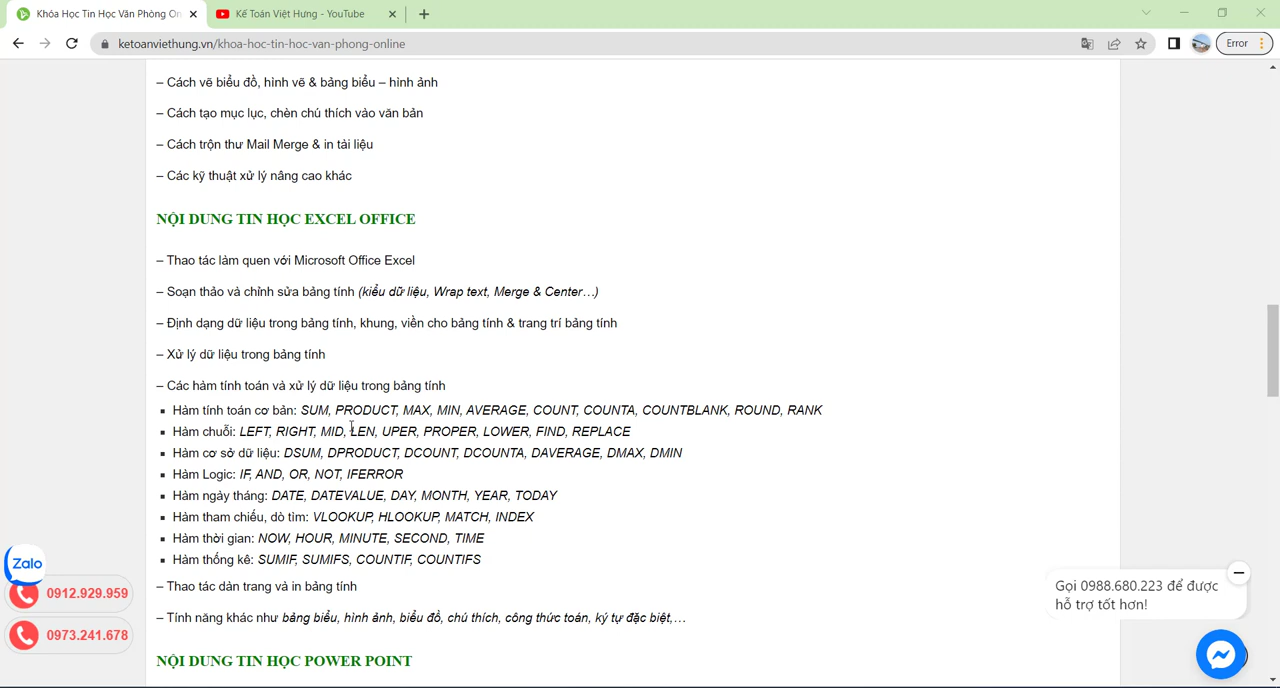 Khóa Học Tin Học Văn Phòng On
Kế Toán Việt Hưng - YouTube
ketoanviethung.vn/khoa-hoc-tin-hoc-van-phong-online
Error
– Cách vẽ biểu đồ, hình vẽ & bảng biểu – hình ảnh
– Cách tạo mục lục, chèn chú thích vào văn bản
– Cách trộn thư Mail Merge & in tài liệu
– Các kỹ thuật xử lý nâng cao khác
NỘI DUNG TIN HỌC EXCEL OFFICE
– Thao tác làm quen với Microsoft Office Excel
– Soạn thảo và chỉnh sửa bảng tính (kiểu dữ liệu, Wrap text, Merge & Center…)
– Định dạng dữ liệu trong bảng tính, khung, viền cho bảng tính & trang trí bảng tính
– Xử lý dữ liệu trong bảng tính
– Các hàm tính toán và xử lý dữ liệu trong bảng tính
▪ Hàm tính toán cơ bản: SUM, PRODUCT, MAX, MIN, AVERAGE, COUNT, COUNTA, COUNTBLANK, ROUND, RANK
▪ Hàm chuỗi: LEFT, RIGHT, MID, LEN, UPER, PROPER, LOWER, FIND, REPLACE
▪ Hàm cơ sở dữ liệu: DSUM, DPRODUCT, DCOUNT, DCOUNTA, DAVERAGE, DMAX, DMIN
▪ Hàm Logic: IF, AND, OR, NOT, IFERROR
▪ Hàm ngày tháng: DATE, DATEVALUE, DAY, MONTH, YEAR, TODAY
▪ Hàm tham chiếu, dò tìm: VLOOKUP, HLOOKUP, MATCH, INDEX
▪ Hàm thời gian: NOW, HOUR, MINUTE, SECOND, TIME
▪ Hàm thống kê: SUMIF, SUMIFS, COUNTIF, COUNTIFS
– Thao tác dàn trang và in bảng tính
– Tính năng khác như bảng biểu, hình ảnh, biểu đồ, chú thích, công thức toán, ký tự đặc biệt,…
NỘI DUNG TIN HỌC POWER POINT
Zalo
0912.929.959
0973.241.678
Gọi 0988.680.223 để được
hỗ trợ tốt hơn!